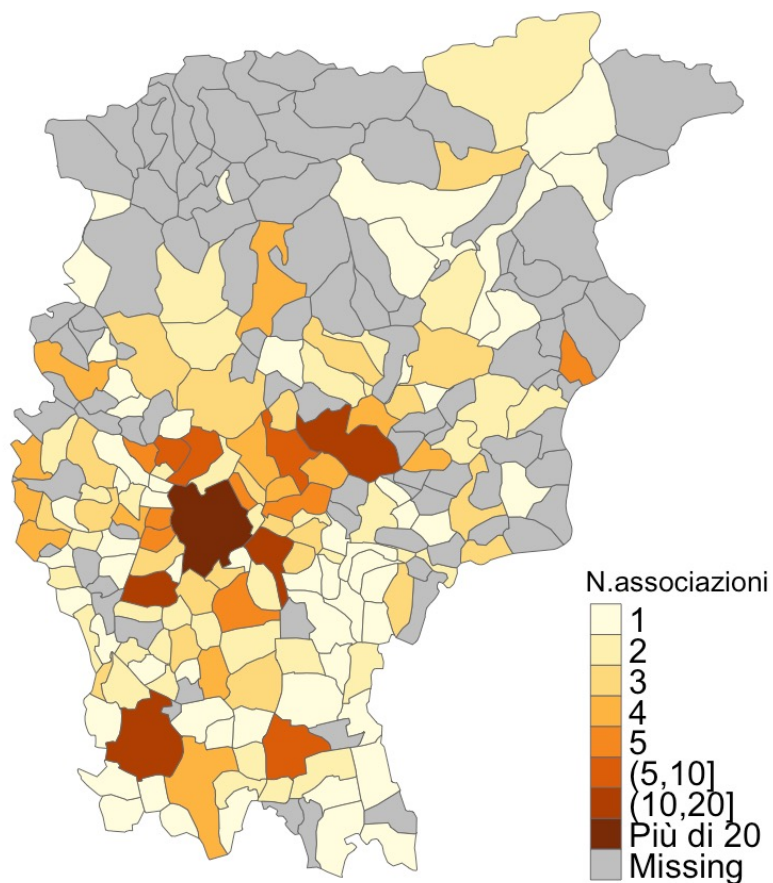 N.associazioni
1
2
3
4
5
(5,10]
(10,20]
Più di 20
Missing